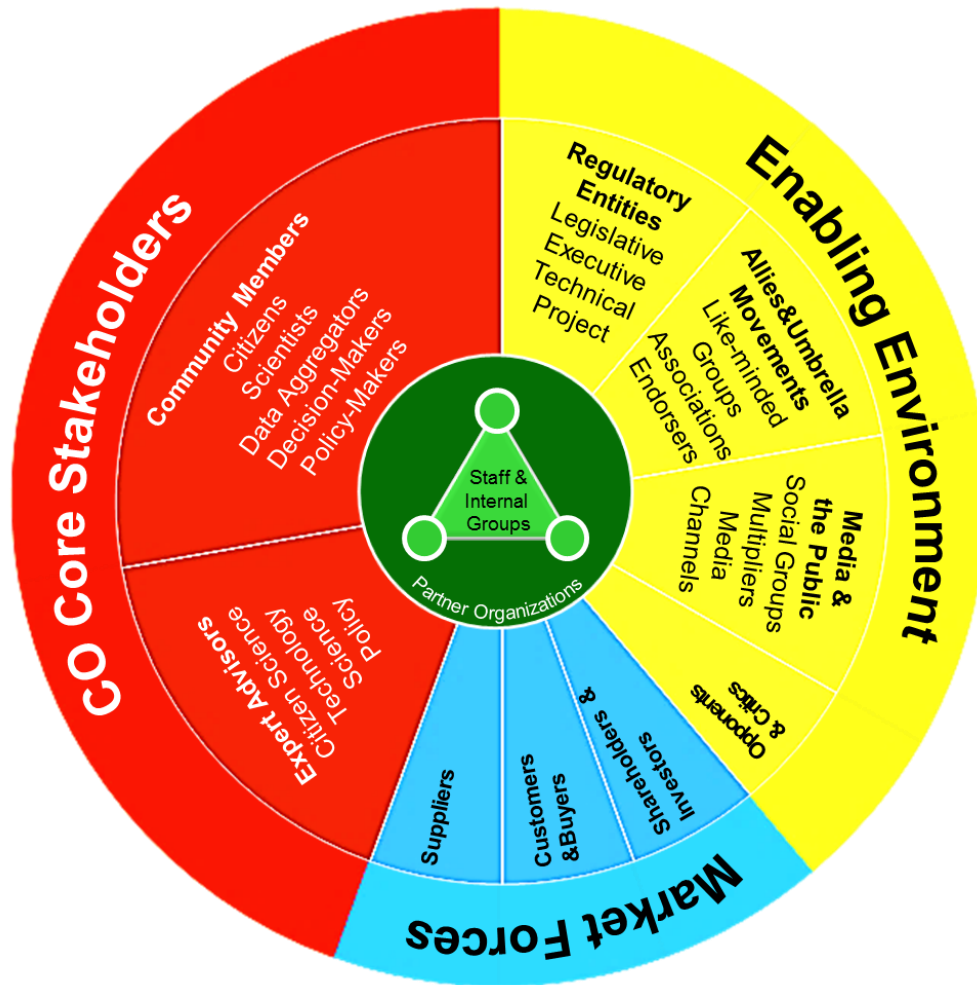 CO Core Stakeholders
Community Members
Citizens
Scientists
Data Aggregators
Decision-Makers
Policy-Makers
Expert Advisors
Citizen Science
Technology
Science
Policy
Enabling Environment
Regulatory
Entities
Legislative
Executive
Technical
Project
Allies&Umbrella
Movements
Like-minded
Groups
Associations
Endorsers
Media &
the Public
Social Groups
Multipliers
Media
Channels
Opponents
& Critics
Market Forces
Shareholders &
Investors
Customers
&Buyers
Suppliers
Staff &
Internal
Groups
Partner Organizations